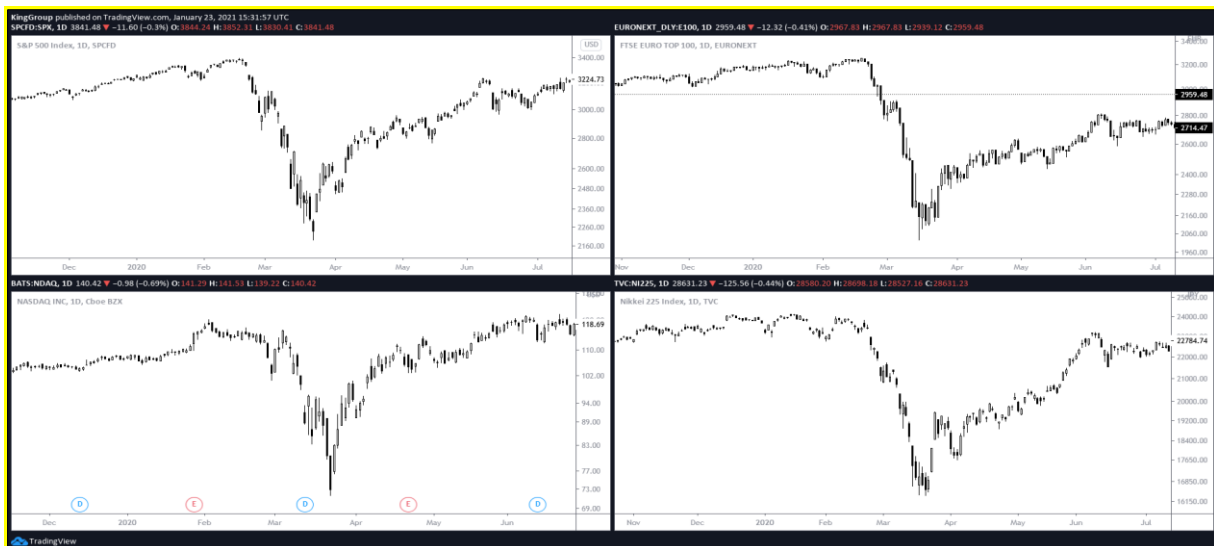 KingGroup published on TradingView.com, January 23, 2021 15:31:57 UTC
SPCFD:SPX, 1D 3841.48 ▼ −11.60 (−0.3%) O:3844.24 H:3852.31 L:3830.41 C:3841.48
S&P 500 Index, 1D, SPCFD
USD
3400.00
3224.73
3000.00
2800.00
2600.00
2480.00
2360.00
2260.00
2160.00
Dec 2020 Feb Mar Apr May Jun Jul
EURONEXT_DLY:E100, 1D 2959.48 ▼ −12.32 (−0.41%) O:2967.83 H:2967.83 L:2939.12 C:2959.48
FTSE EURO TOP 100, 1D, EURONEXT
3400.00
3200.00
2959.48
2800.00
2714.47
2600.00
2400.00
2280.00
2160.00
2060.00
1960.00
Nov Dec 2020 Feb Mar Apr May Jun Jul
BATS:NDAQ, 1D 140.42 ▼ −0.98 (−0.69%) O:141.29 H:141.53 L:139.22 C:140.42
NASDAQ INC, 1D, Cboe BZX
118.69
110.00
102.00
94.00
89.00
83.00
77.00
73.00
69.00
D E D E D
Dec 2020 Feb Mar Apr May Jun
TVC:NI225, 1D 28631.23 ▼ −125.56 (−0.44%) O:28580.20 H:28698.18 L:28527.16 C:28631.23
Nikkei 225 Index, 1D, TVC
24000.00
22784.74
22000.00
21000.00
20000.00
19200.00
18400.00
17650.00
16850.00
16150.00
Nov Dec 2020 Feb Mar Apr May Jun Jul
TradingView